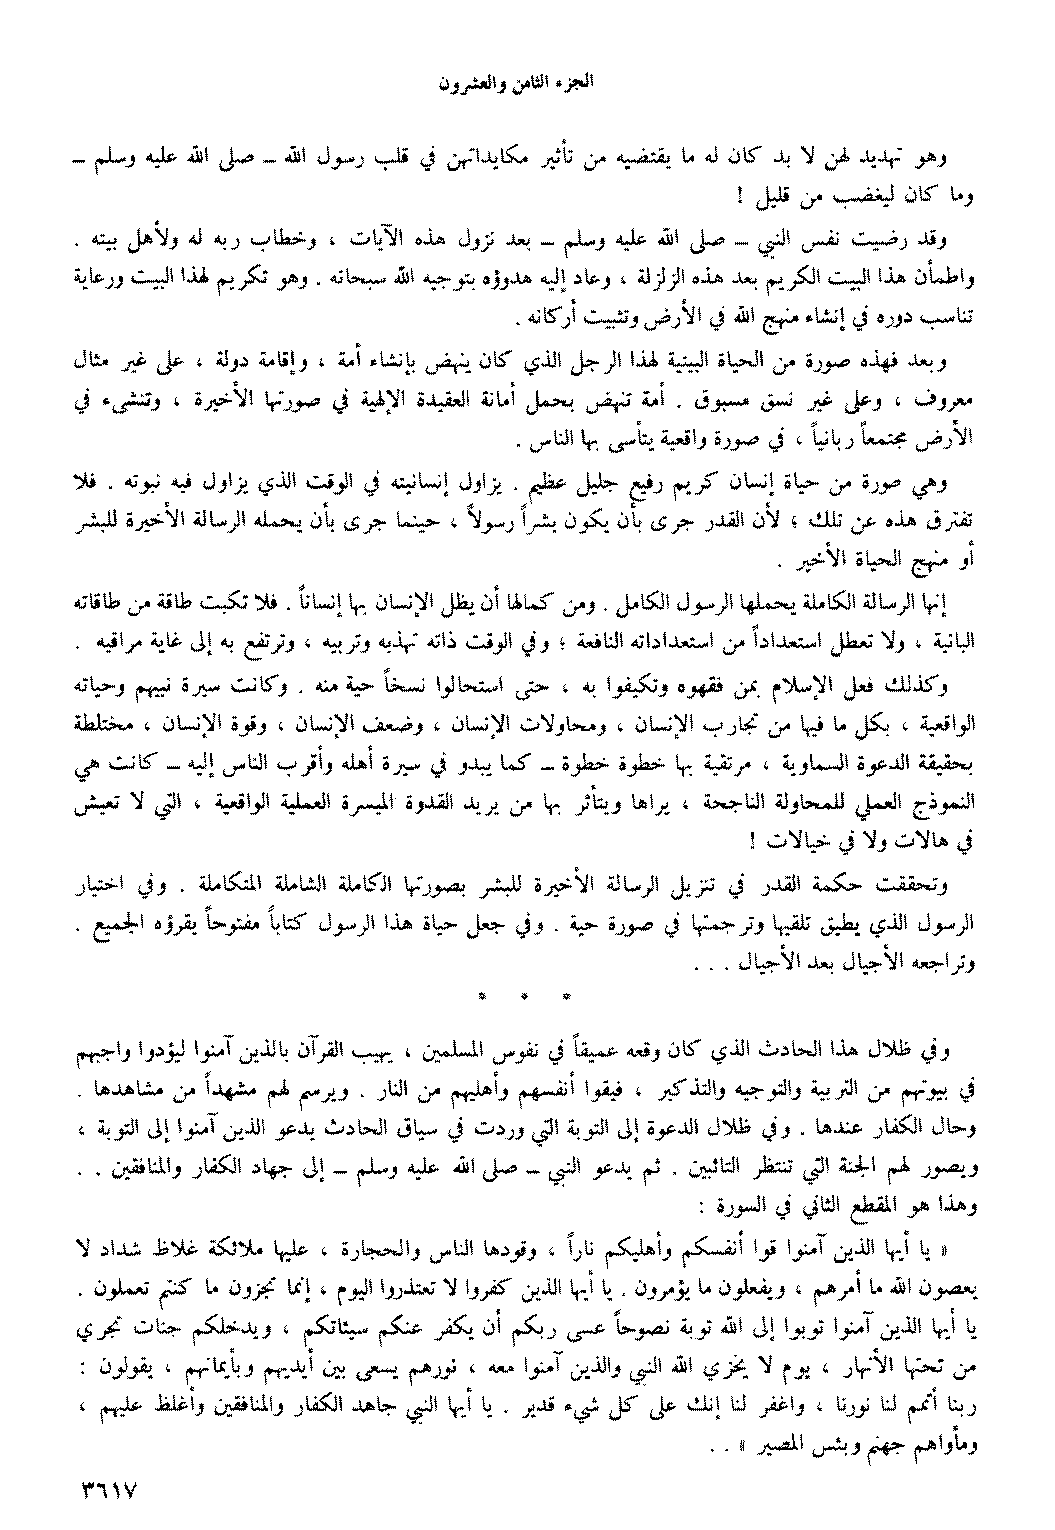 الجزء الثامن والعشرون
وهو تهديد لهن لا بد كان له ما يقتضيه من تأثير مكايداتهن في قلب رسول الله – صلى الله عليه وسلم –
وما كان ليغضب من قليل !
وقد رضيت نفس النبي – صلى الله عليه وسلم – بعد نزول هذه الآيات ، وخطاب ربه له ولأهل بيته .
واطمأن هذا البيت الكريم بعد هذه الزلزلة ، وعاد إليه هدوؤه بتوجيه الله سبحانه . وهو تكريم لهذا البيت ورعاية
تناسب دوره في إنشاء منهج الله في الأرض وتثبيت أركانه .
وبعد فهذه صورة من الحياة البيتية لهذا الرجل الذي كان ينهض بإنشاء أمة ، وإقامة دولة ، على غير مثال
معروف ، وعلى غير نسق مسبوق . أمة تنهض بحمل أمانة العقيدة الإلهية في صورتها الأخيرة ، وتنشىء في
الأرض مجتمعاً ربانياً ، في صورة واقعية يتأسى بها الناس .
وهي صورة من حياة إنسان كريم رفيع جليل عظيم . يزاول إنسانيته في الوقت الذي يزاول فيه نبوته . فلا
تفترق هذه عن تلك ؛ لأن القدر جرى بأن يكون بشراً رسولاً ، حينما جرى بأن يحمله الرسالة الأخيرة للبشر
أو منهج الحياة الأخير .
إنها الرسالة الكاملة يحملها الرسول الكامل . ومن كمالها أن يظل الإنسان بها إنساناً . فلا تكبت طاقة من طاقاته
البانية ، ولا تعطل استعداداً من استعداداته النافعة ؛ وفي الوقت ذاته تهذبه وتربيه ، وترتفع به إلى غاية مراقيه .
وكذلك فعل الإسلام بمن فقهوه وتكيفوا به ، حتى استحالوا نسخاً حية منه . وكانت سيرة نبيهم وحياته
الواقعية ، بكل ما فيها من تجارب الإنسان ، ومحاولات الإنسان ، وضعف الإنسان ، وقوة الإنسان ، مختلطة
بحقيقة الدعوة السماوية ، مرتقية بها خطوة خطوة – كما يبدو في سيرة أهله وأقرب الناس إليه – كانت هي
النموذج العملي للمحاولة الناجحة ، يراها ويتأثر بها من يريد القدوة الميسرة العملية الواقعية ، التي لا تعيش
في هالات ولا في خيالات !
وتحققت حكمة القدر في تنزيل الرسالة الأخيرة للبشر بصورتها الكاملة الشاملة المتكاملة . وفي اختيار
الرسول الذي يطيق تلقيها وترجمتها في صورة حية . وفي جعل حياة هذا الرسول كتاباً مفتوحاً يقرؤه الجميع .
وتراجعه الأجيال بعد الأجيال . . .
* * *
وفي ظلال هذا الحادث الذي كان وقعه عميقاً في نفوس المسلمين ، يهيب القرآن بالذين آمنوا ليؤدوا واجبهم
في بيوتهم من التربية والتوجيه والتذكير ، فيقوا أنفسهم وأهليهم من النار . ويرسم لهم مشهداً من مشاهدها .
وحال الكفار عندها . وفي ظلال الدعوة إلى التوبة التي وردت في سياق الحادث يدعو الذين آمنوا إلى التوبة ،
ويصور لهم الجنة التي تنتظر التائبين . ثم يدعو النبي – صلى الله عليه وسلم – إلى جهاد الكفار والمنافقين . .
وهذا هو المقطع الثاني في السورة :
« يا أيها الذين آمنوا قوا أنفسكم وأهليكم ناراً ، وقودها الناس والحجارة ، عليها ملائكة غلاظ شداد لا
يعصون الله ما أمرهم ، ويفعلون ما يؤمرون . يا أيها الذين كفروا لا تعتذروا اليوم ، إنما تجزون ما كنتم تعملون .
يا أيها الذين آمنوا توبوا إلى الله توبة نصوحاً عسى ربكم أن يكفر عنكم سيئاتكم ، ويدخلكم جنات تجري
من تحتها الأنهار ، يوم لا يخزي الله النبي والذين آمنوا معه ، نورهم يسعى بين أيديهم وبأيمانهم ، يقولون :
ربنا أتمم لنا نورنا ، واغفر لنا إنك على كل شيء قدير . يا أيها النبي جاهد الكفار والمنافقين وأغلظ عليهم ،
ومأواهم جهنم وبئس المصير » . .
٣٦١٧